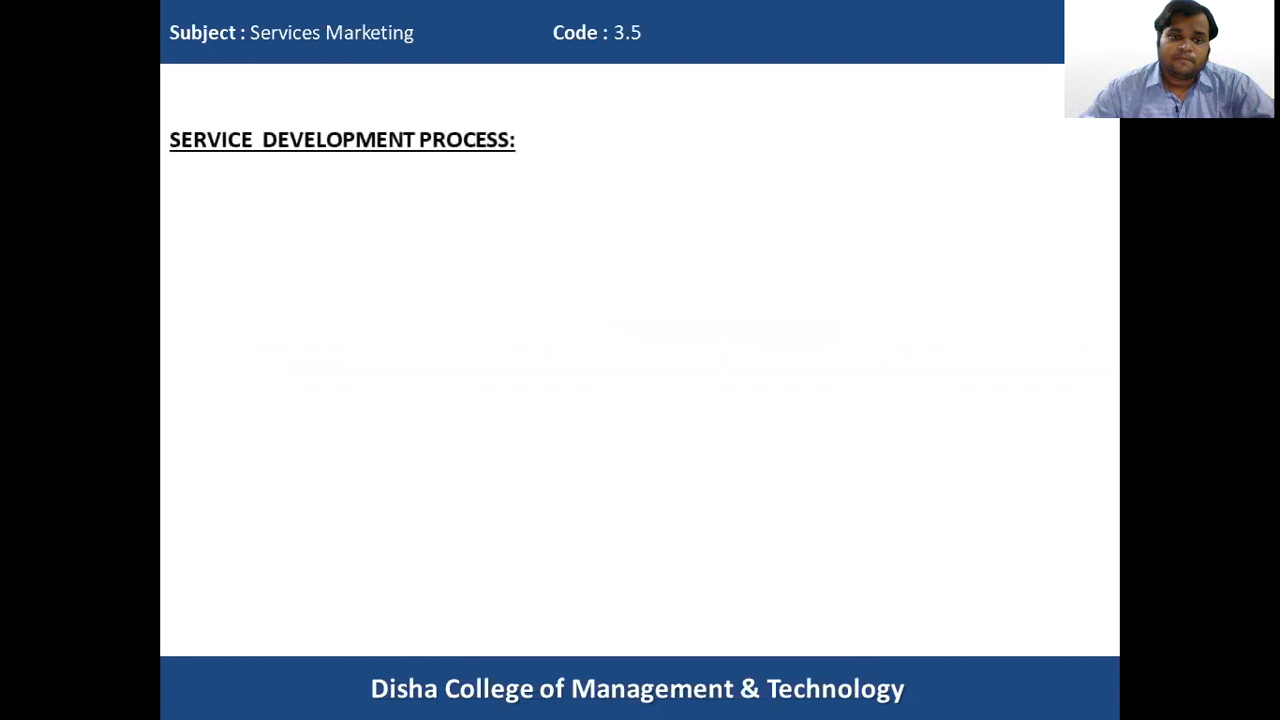 Subject : Services Marketing Code : 3.5
SERVICE DEVELOPMENT PROCESS:
Disha College of Management & Technology